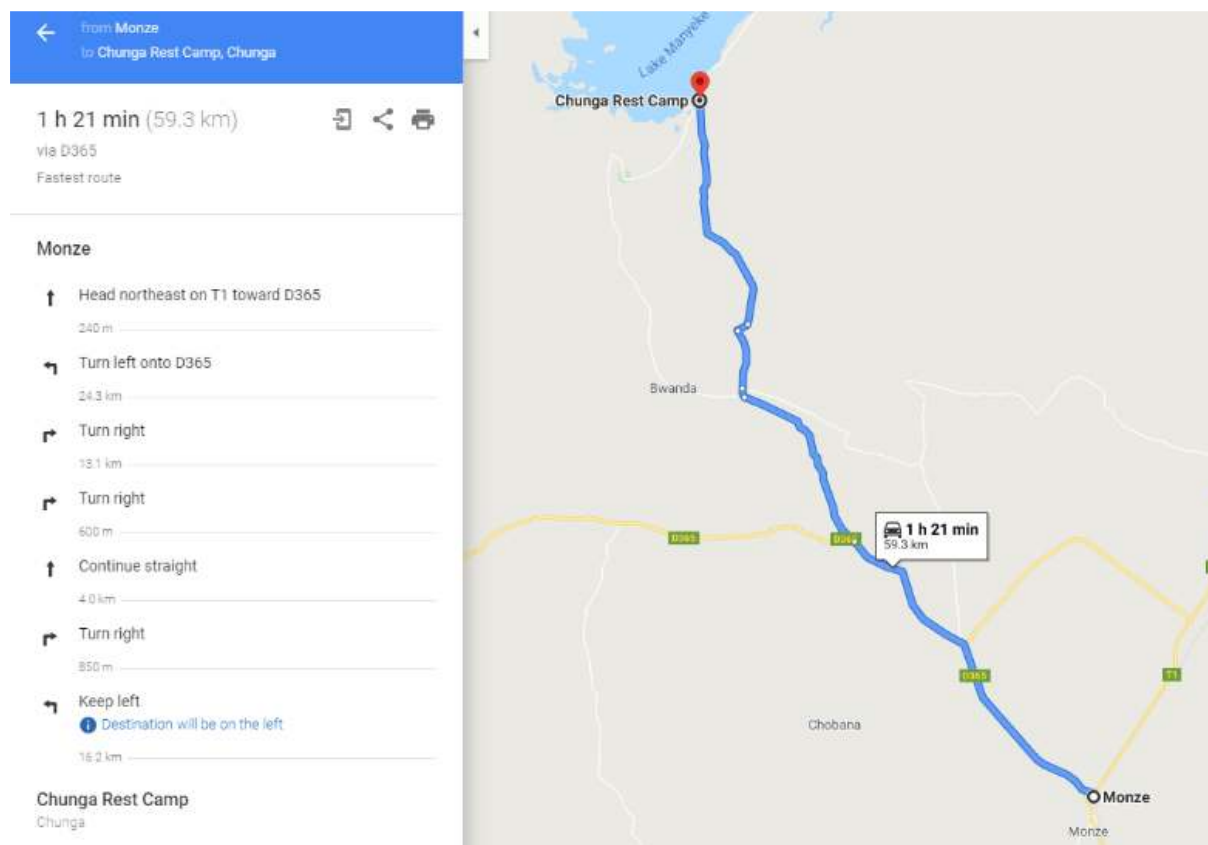 from Monze
to Chunga Rest Camp, Chunga
1 h 21 min (59.3 km)
via D365
Fastest route
Monze
Head northeast on T1 toward D365
240 m
Turn left onto D365
24.3 km
Turn right
13.1 km
Turn right
600 m
Continue straight
4.0 km
Turn right
850 m
Keep left
Destination will be on the left
16.2 km
Chunga Rest Camp
Chunga
Lake Manyeke
Chunga Rest Camp
Bwanda
D365
D365
1 h 21 min
59.3 km
D365
T1
Chobana
Monze
Monze